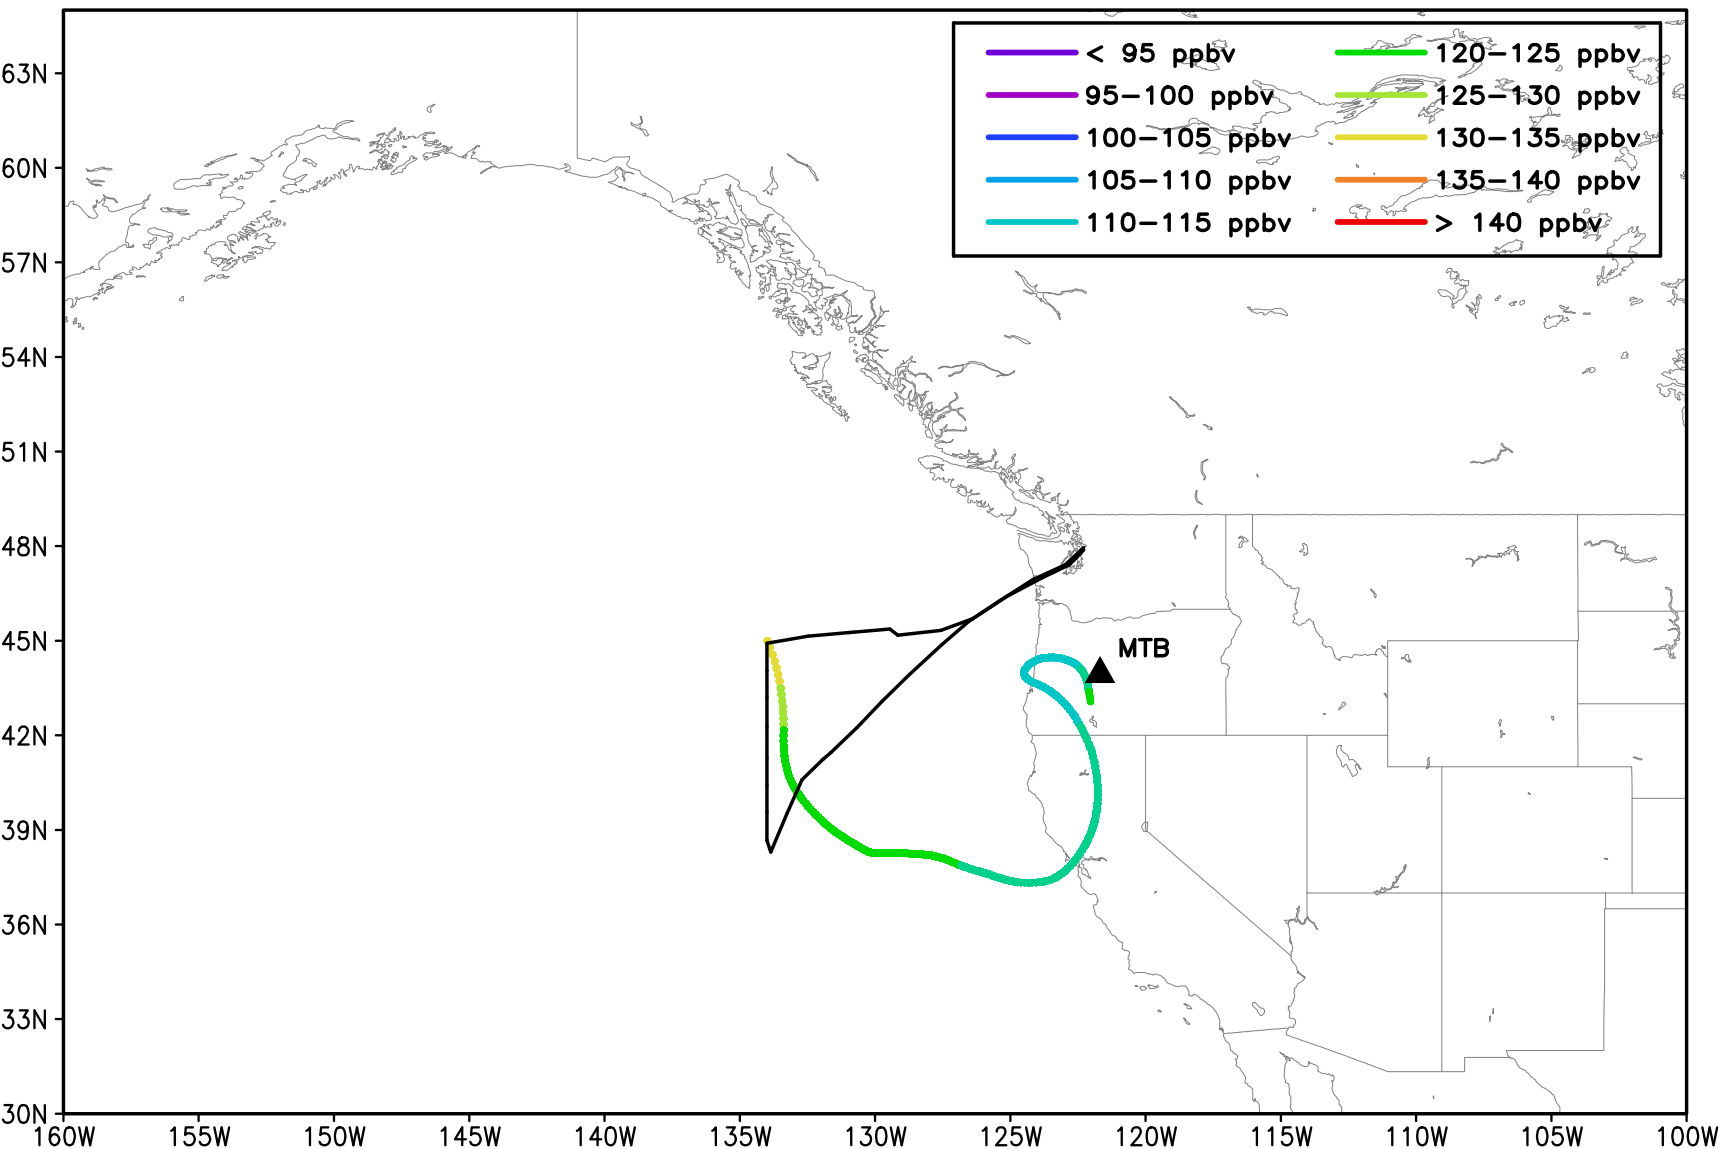 < 95 ppbv
95-100 ppbv
100-105 ppbv
105-110 ppbv
110-115 ppbv
120-125 ppbv
125-130 ppbv
130-135 ppbv
135-140 ppbv
> 140 ppbv
63N
60N
57N
54N
51N
48N
45N
42N
39N
36N
33N
30N
MTB
160W 155W 150W 145W 140W 135W 130W 125W 120W 115W 110W 105W 100W